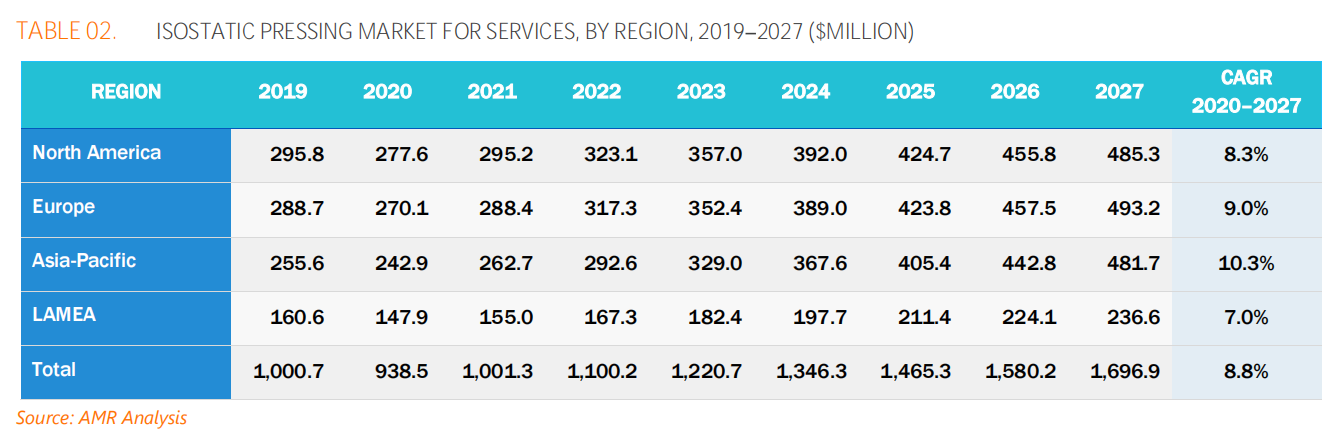 TABLE 02. ISOSTATIC PRESSING MARKET FOR SERVICES, BY REGION, 2019–2027 ($MILLION)
REGION 2019 2020 2021 2022 2023 2024 2025 2026 2027 CAGR 2020–2027
North America 295.8 277.6 295.2 323.1 357.0 392.0 424.7 455.8 485.3 8.3%
Europe 288.7 270.1 288.4 317.3 352.4 389.0 423.8 457.5 493.2 9.0%
Asia-Pacific 255.6 242.9 262.7 292.6 329.0 367.6 405.4 442.8 481.7 10.3%
LAMEA 160.6 147.9 155.0 167.3 182.4 197.7 211.4 224.1 236.6 7.0%
Total 1,000.7 938.5 1,001.3 1,100.2 1,220.7 1,346.3 1,465.3 1,580.2 1,696.9 8.8%
Source: AMR Analysis